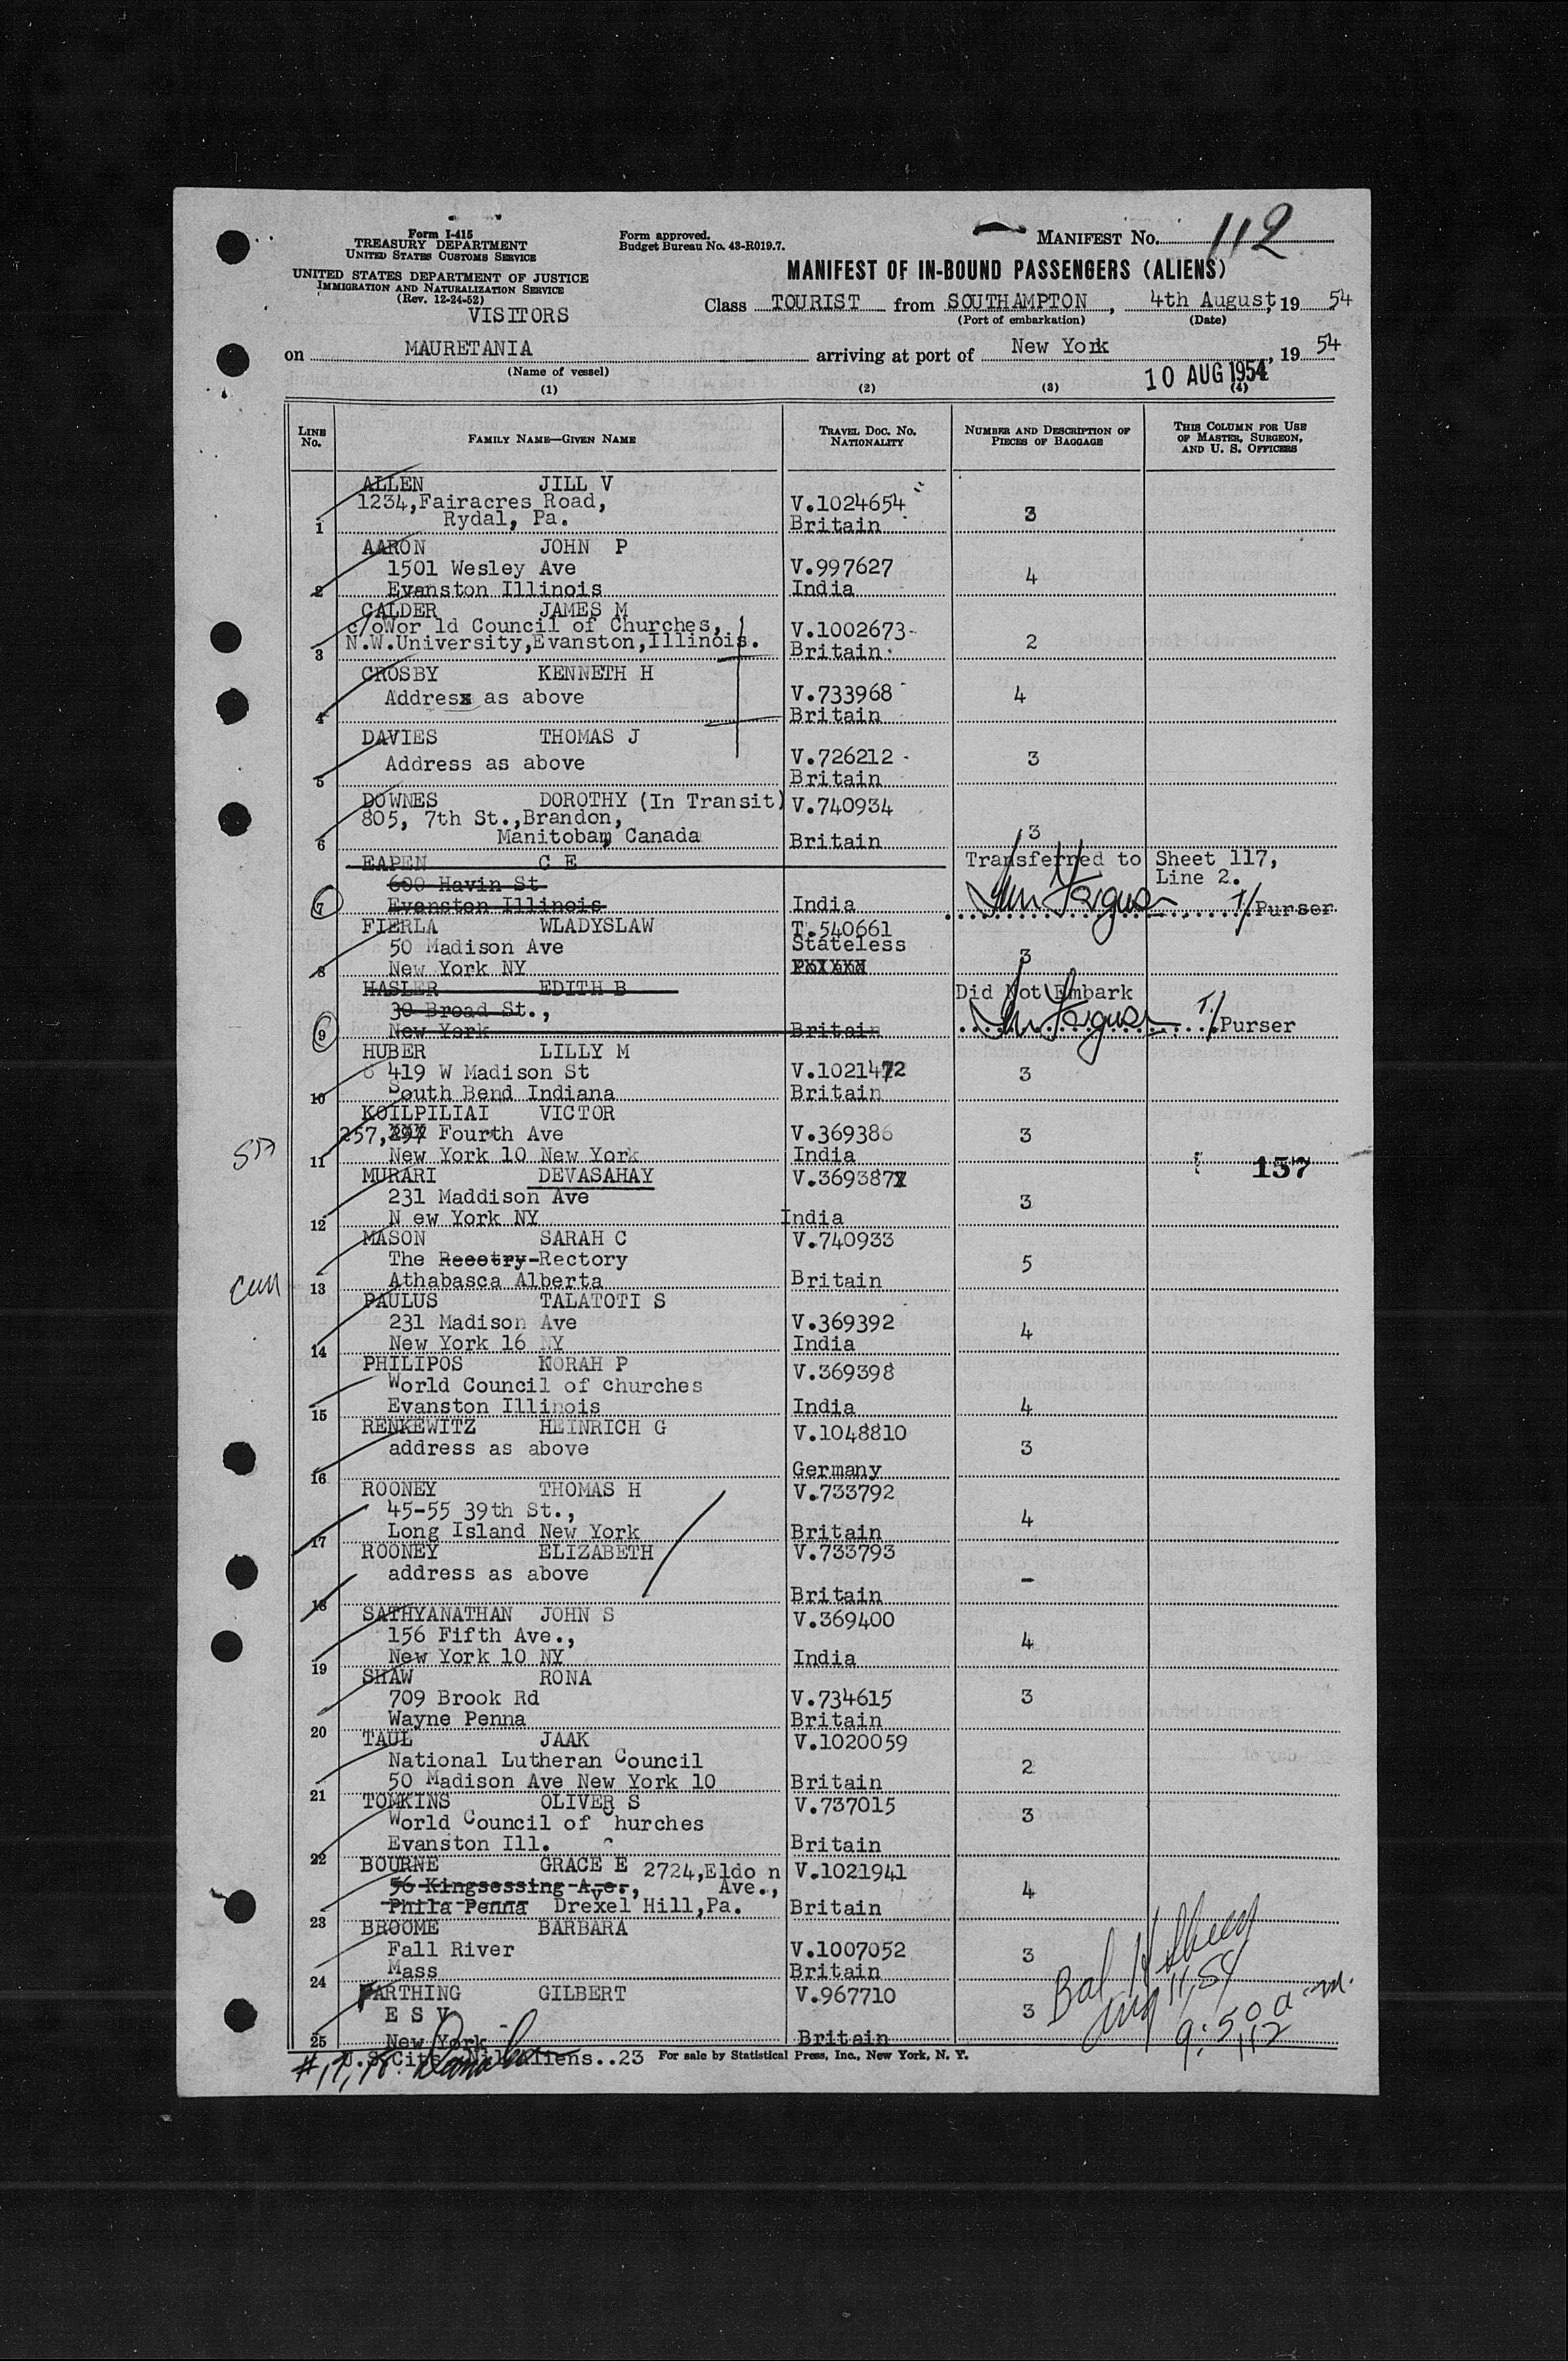 Form I-415
TREASURY DEPARTMENT
UNITED STATES CUSTOMS SERVICE
UNITED STATES DEPARTMENT OF JUSTICE
IMMIGRATION AND NATURALIZATION SERVICE
(Rev. 12-24-52)
VISITORS
Form approved.
Budget Bureau No. 43-R019.7.
MANIFEST No. 112
MANIFEST OF IN-BOUND PASSENGERS (ALIENS)
Class TOURIST from SOUTHAMPTON, 4th August, 19 54
(Port of embarkation) (Date)
on MAURETANIA arriving at port of New York, 19 54
(Name of vessel)
10 AUG 1954
(1) (2) (3) (4)
LINE No. FAMILY NAME—GIVEN NAME TRAVEL DOC. No. NATIONALITY NUMBER AND DESCRIPTION OF PIECES OF BAGGAGE THIS COLUMN FOR USE OF MASTER, SURGEON, AND U. S. OFFICERS
ALLEN JILL V
1234,Fairacres Road, V.1024654
1 Rydal, Pa. Britain 3
AARON JOHN P
1501 Wesley Ave V.997627 4
2 Evanston Illinois India
CALDER JAMES M
c/oWor ld Council of Churches, V.1002673-
3 N.W.University,Evanston,Illinois. Britain 2
CROSBY KENNETH H
Address as above V.733968 4
4 Britain
DAVIES THOMAS J
Address as above V.726212 - 3
5 Britain
DOWNES DOROTHY (In Transit) V.740934
805, 7th St.,Brandon,
6 Manitoba, Canada Britain 3
EAPEN C E Transferred to Sheet 117,
600 Havin St Line 2.
7 Evanston Illinois India T/Purser
FIERLA WLADYSLAW T.540661
50 Madison Ave Stateless 3
8 New York NY
HASLER EDITH B Did Not Embark
30 Broad St.,
9 New York Britain T/Purser
HUBER LILLY M
419 W Madison St V.1021472 3
10 South Bend Indiana Britain
KOILPILIAI VICTOR
257, 297 Fourth Ave V.369386 3
11 New York 10 New York India
157
MURARI DEVASAHAY V.369387
231 Maddison Ave 3
12 N ew York NY India
MASON SARAH C V.740933
The Recetry-Rectory 5
13 Athabasca Alberta Britain
PAULUS TALATOTI S
231 Madison Ave V.369392 4
14 New York 16 NY India
PHILIPOS KORAH P V.369398
World Council of churches
15 Evanston Illinois India 4
RENKEWITZ HEINRICH G V.1048810
address as above 3
16 Germany
ROONEY THOMAS H V.733792
45-55 39th St., 4
17 Long Island New York Britain
ROONEY ELIZABETH V.733793
address as above -
18 Britain
SATHYANATHAN JOHN S V.369400
156 Fifth Ave., 4
19 New York 10 NY India
SHAW RONA
709 Brook Rd V.734615 3
20 Wayne Penna Britain
TAUL JAAK V.1020059
National Lutheran Council 2
21 50 Madison Ave New York 10 Britain
TOMKINS OLIVER S V.737015
World Council of Churches 3
22 Evanston Ill. Britain
BOURNE GRACE E 2724,Eldo n V.1021941
56 Kingsessing Ave., Ave., 4
23 Phila Penna Drexel Hill,Pa. Britain
BROOME BARBARA
Fall River V.1007052 3
24 Mass Britain
FARTHING GILBERT V.967710
E S V 3
25 New York Britain
Aug 11, 54
9:50 a.m.
112
#17, 18. Aliens..23 For sale by Statistical Press, Inc., New York, N. Y.